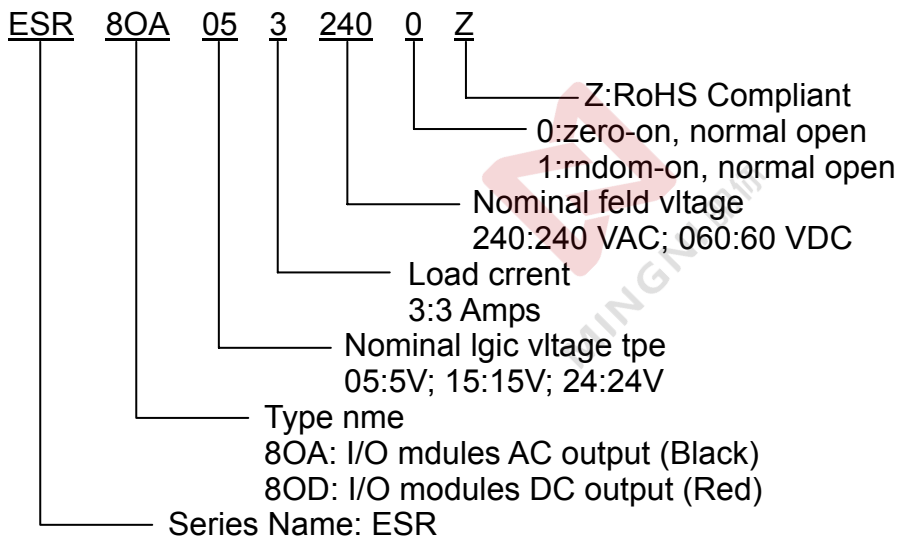 ESR 8OA 05 3 240 0 Z
Z:RoHS Compliant
0:zero-on, normal open
1:rndom-on, normal open
Nominal feld vltage
240:240 VAC; 060:60 VDC
Load crrent
3:3 Amps
Nominal lgic vltage tpe
05:5V; 15:15V; 24:24V
Type nme
8OA: I/O mdules AC output (Black)
8OD: I/O modules DC output (Red)
Series Name: ESR